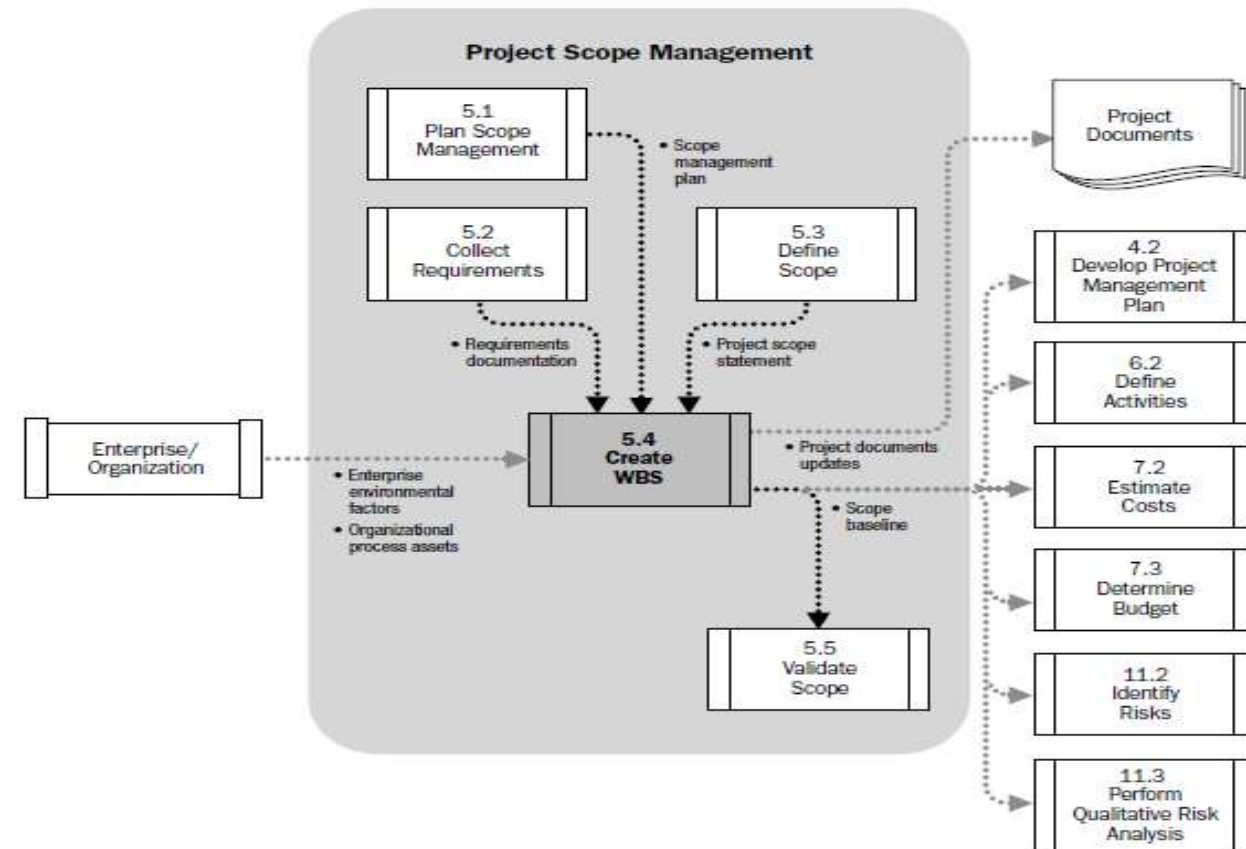 Project Scope Management
5.1
Plan Scope
Management
• Scope
management
plan
Project
Documents
5.2
Collect
Requirements
5.3
Define
Scope
4.2
Develop Project
Management
Plan
• Requirements
documentation
• Project scope
statement
6.2
Define
Activities
Enterprise/
Organization
• Enterprise
environmental
factors
• Organizational
process assets
5.4
Create
WBS
• Project documents
updates
• Scope
baseline
7.2
Estimate
Costs
7.3
Determine
Budget
5.5
Validate
Scope
11.2
Identify
Risks
11.3
Perform
Qualitative Risk
Analysis